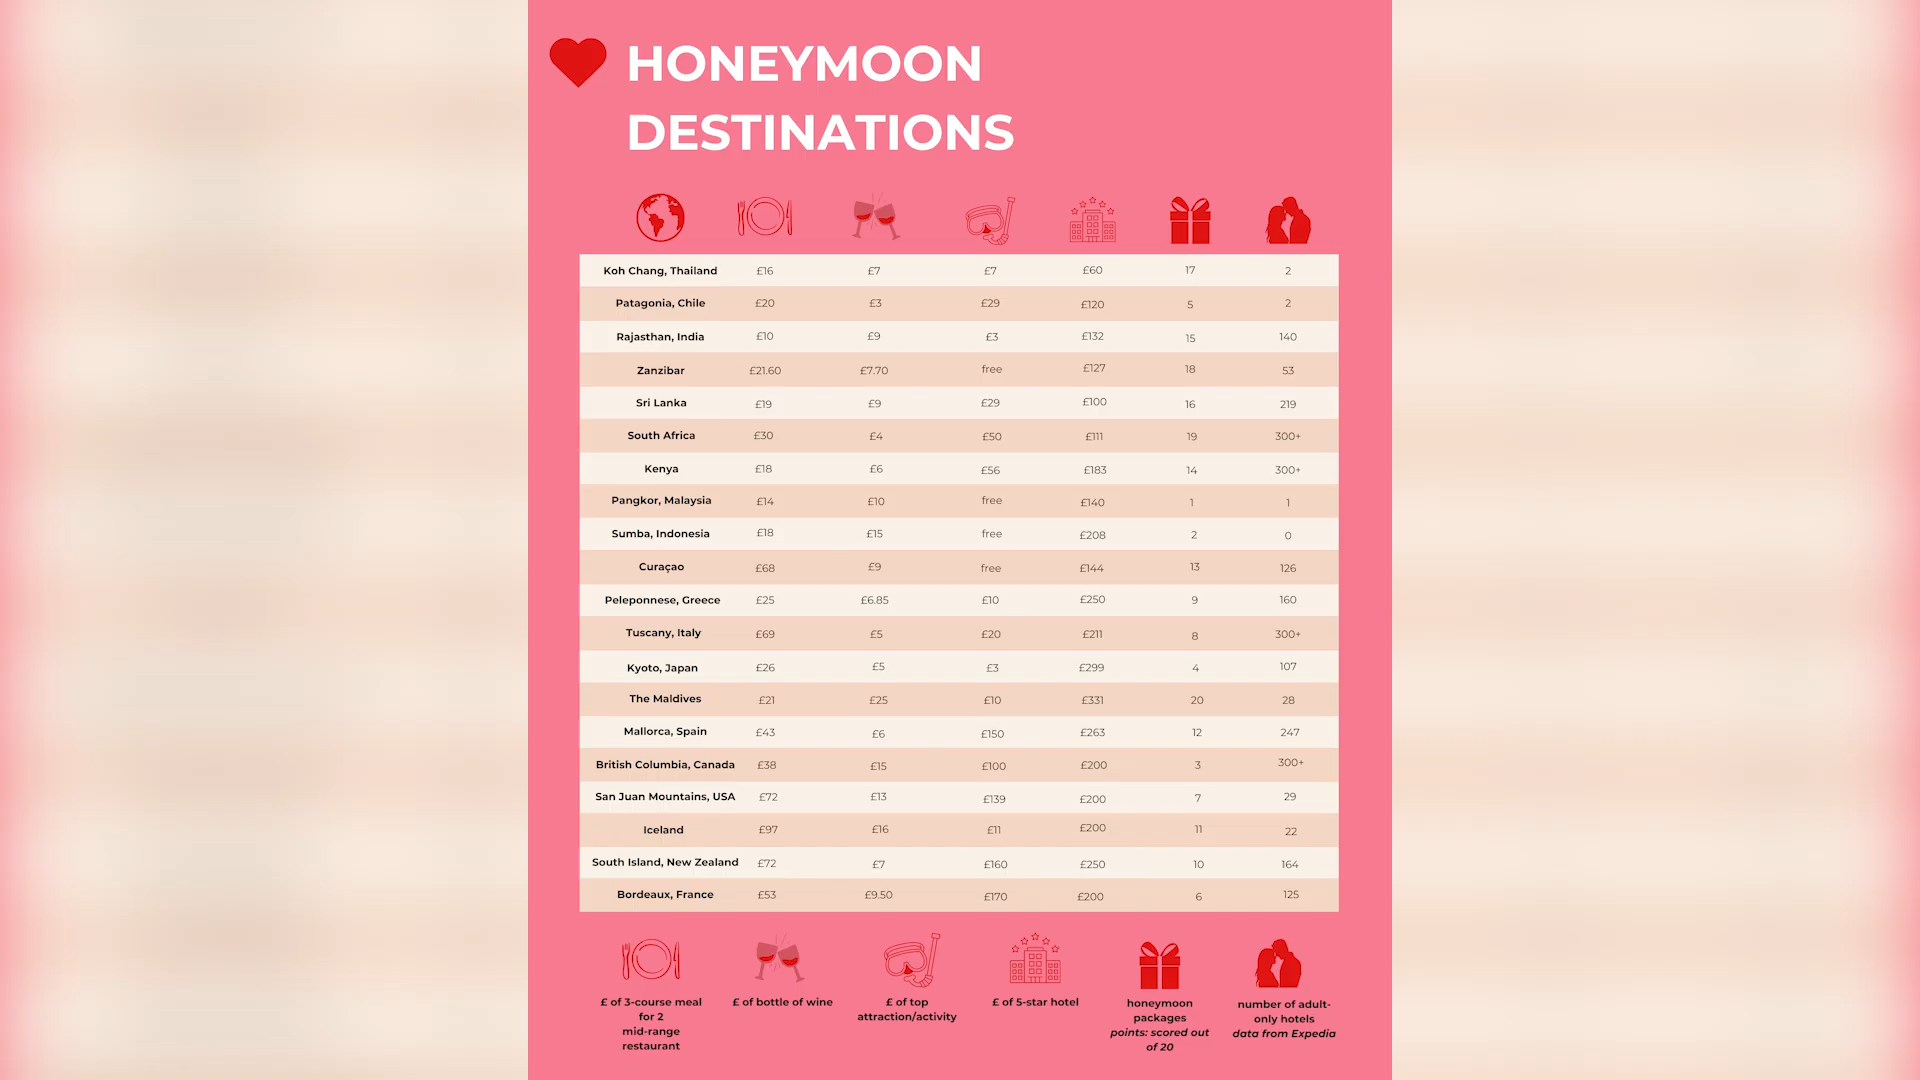 HONEYMOON
DESTINATIONS
Koh Chang, Thailand £16 £7 £7 £60 17 2
Patagonia, Chile £20 £3 £29 £120 5 2
Rajasthan, India £10 £9 £3 £132 15 140
Zanzibar £21.60 £7.70 free £127 18 53
Sri Lanka £19 £9 £29 £100 16 219
South Africa £30 £4 £50 £111 19 300+
Kenya £18 £6 £56 £183 14 300+
Pangkor, Malaysia £14 £10 free £140 1 1
Sumba, Indonesia £18 £15 free £208 2 0
Curaçao £68 £9 free £144 13 126
Peleponnese, Greece £25 £6.85 £10 £250 9 160
Tuscany, Italy £69 £5 £20 £211 8 300+
Kyoto, Japan £26 £5 £3 £299 4 107
The Maldives £21 £25 £10 £331 20 28
Mallorca, Spain £43 £6 £150 £263 12 247
British Columbia, Canada £38 £15 £100 £200 3 300+
San Juan Mountains, USA £72 £13 £139 £200 7 29
Iceland £97 £16 £11 £200 11 22
South Island, New Zealand £72 £7 £160 £250 10 164
Bordeaux, France £53 £9.50 £170 £200 6 125
£ of 3-course meal
for 2
mid-range
restaurant
£ of bottle of wine
£ of top
attraction/activity
£ of 5-star hotel
honeymoon
packages
points: scored out
of 20
number of adult-
only hotels
data from Expedia